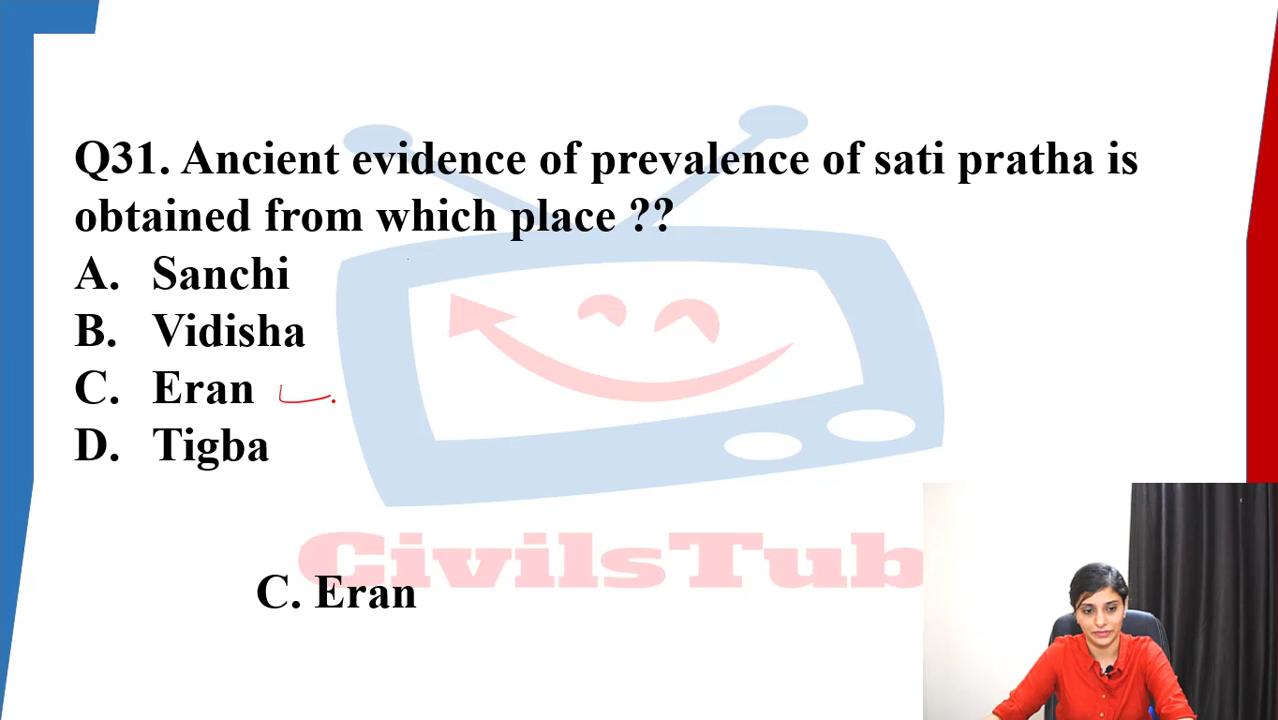 Q31. Ancient evidence of prevalence of sati pratha is
obtained from which place ??
A. Sanchi
B. Vidisha
C. Eran
D. Tigba
CivilsTub
C. Eran